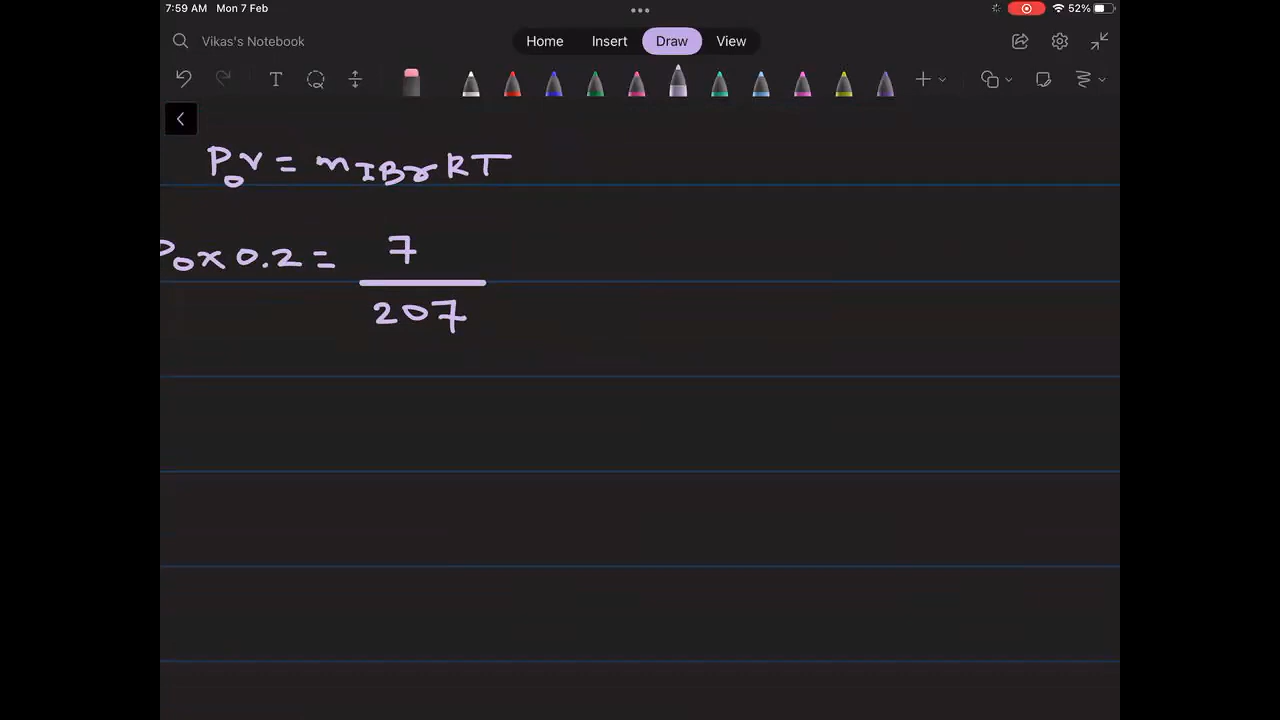 7:59 AM Mon 7 Feb
52%
Vikas's Notebook
Home Insert Draw View
T
P₀V = n_IBr RT
P₀ × 0.2 = 7
207